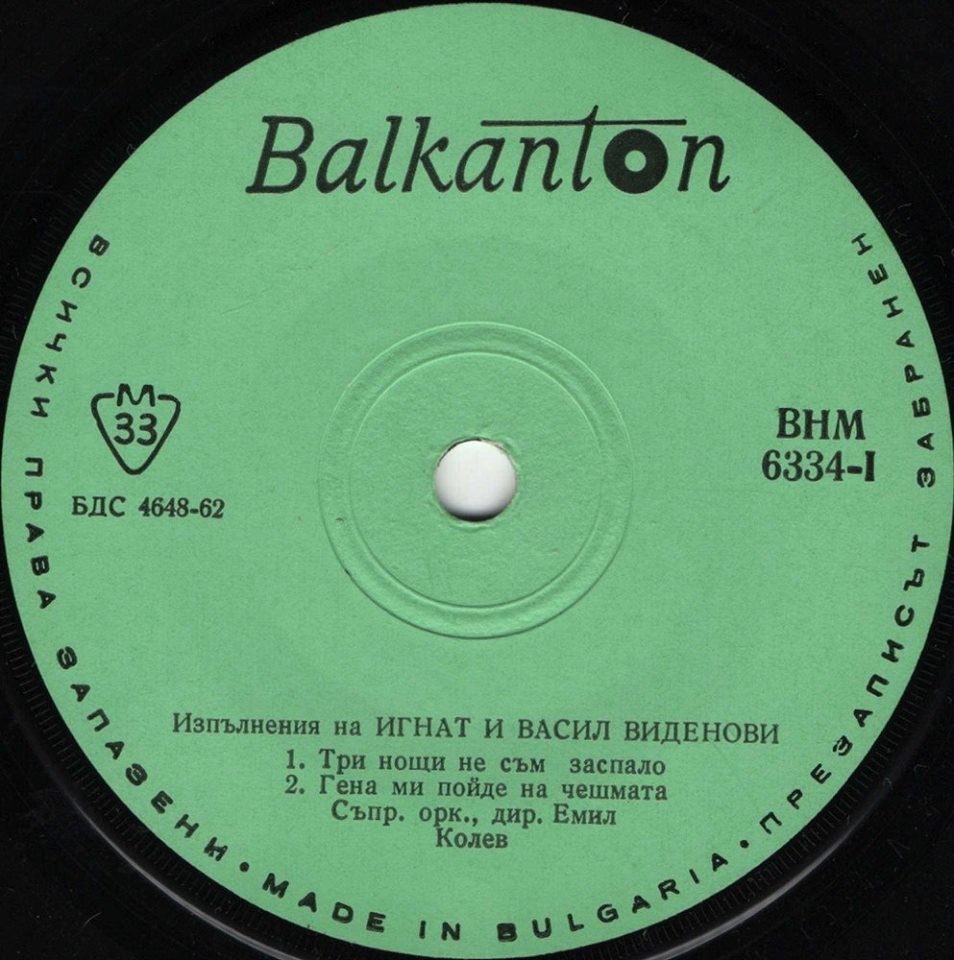 Balkanton
ВСИЧКИ ПРАВА ЗАПАЗЕНИ • MADE IN BULGARIA • ПРЕЗАПИСЪТ ЗАБРАНЕН
М
33
БДС 4648-62
ВНМ
6334-I
Изпълнения на ИГНАТ И ВАСИЛ ВИДЕНОВИ
1. Три нощи не съм заспало
2. Гена ми пойде на чешмата
Съпр. орк., дир. Емил
Колев